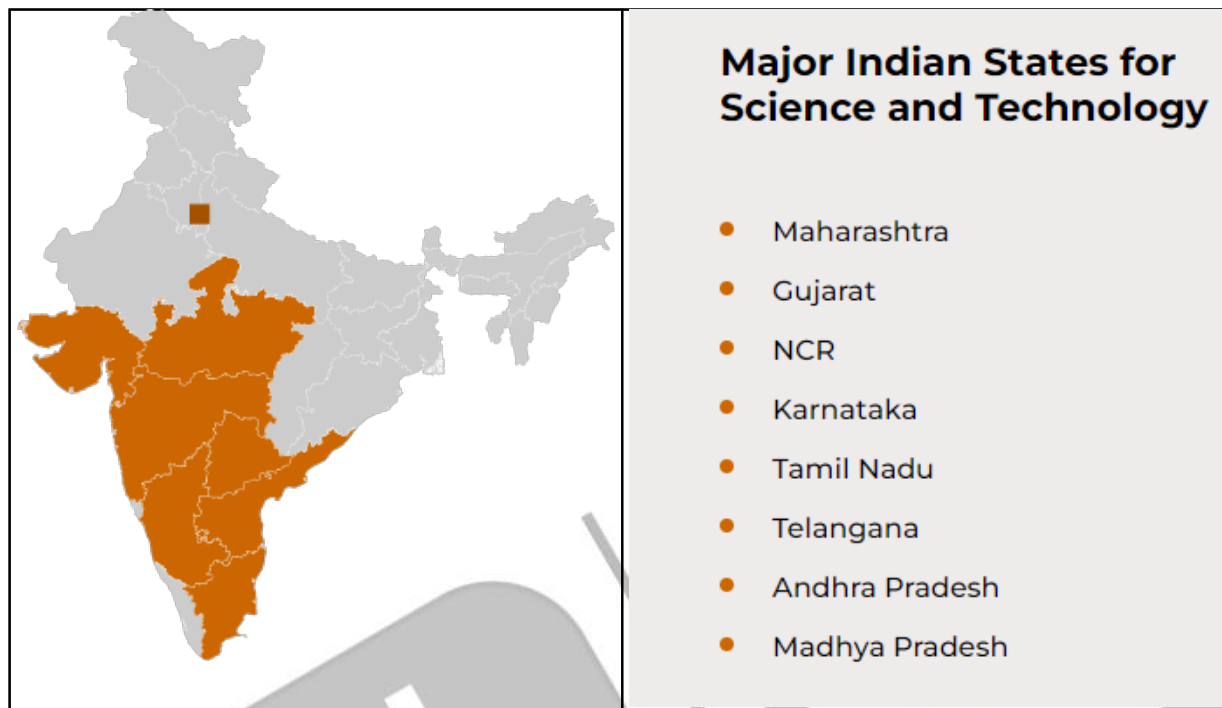 Major Indian States for
Science and Technology
Maharashtra
Gujarat
NCR
Karnataka
Tamil Nadu
Telangana
Andhra Pradesh
Madhya Pradesh